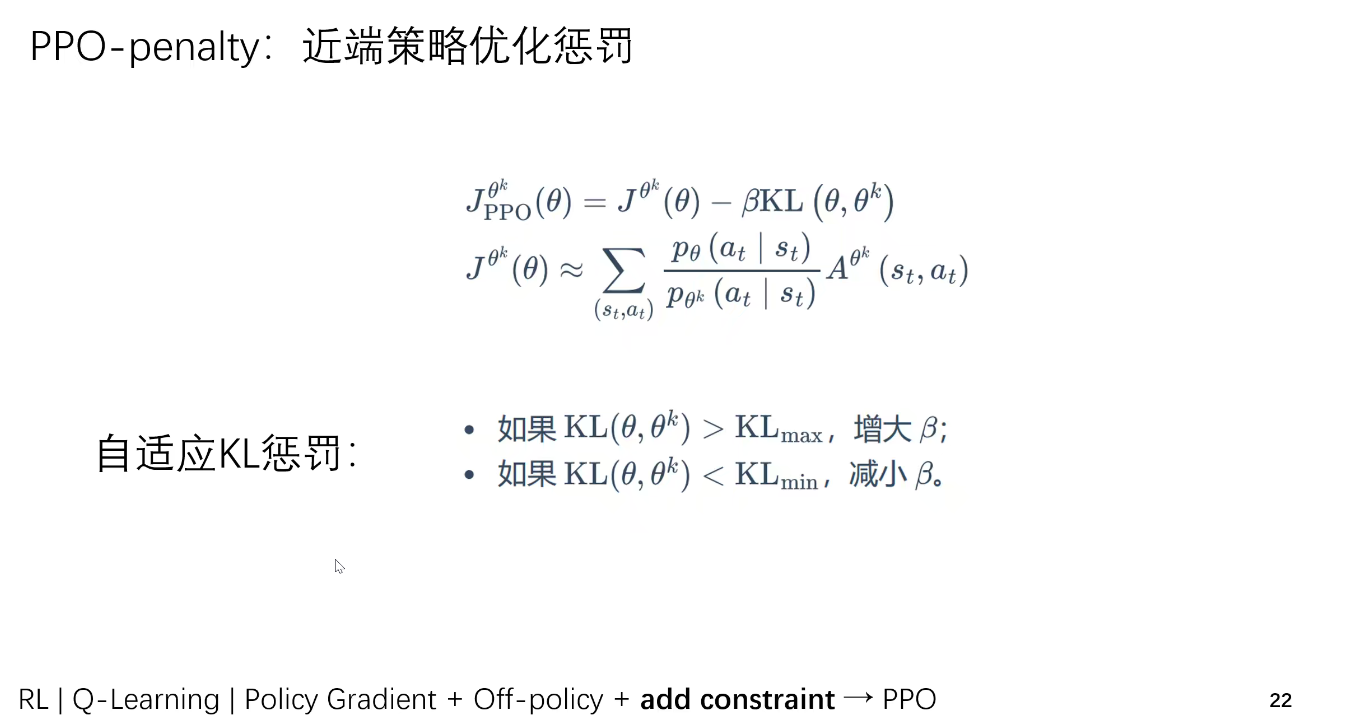 PPO-penalty：近端策略优化惩罚
$J_{\mathrm{PPO}}^{\theta^k}(\theta) = J^{\theta^k}(\theta) - \beta \mathrm{KL}\left(\theta, \theta^k\right)$
$J^{\theta^k}(\theta) \approx \sum_{(s_t, a_t)} \frac{p_\theta\left(a_t \mid s_t\right)}{p_{\theta^k}\left(a_t \mid s_t\right)} A^{\theta^k}\left(s_t, a_t\right)$
自适应KL惩罚：
• 如果 $\mathrm{KL}(\theta, \theta^k) > \mathrm{KL}_{\max}$，增大 $\beta$;
• 如果 $\mathrm{KL}(\theta, \theta^k) < \mathrm{KL}_{\min}$，减小 $\beta$。
RL | Q-Learning | Policy Gradient + Off-policy + add constraint → PPO
22